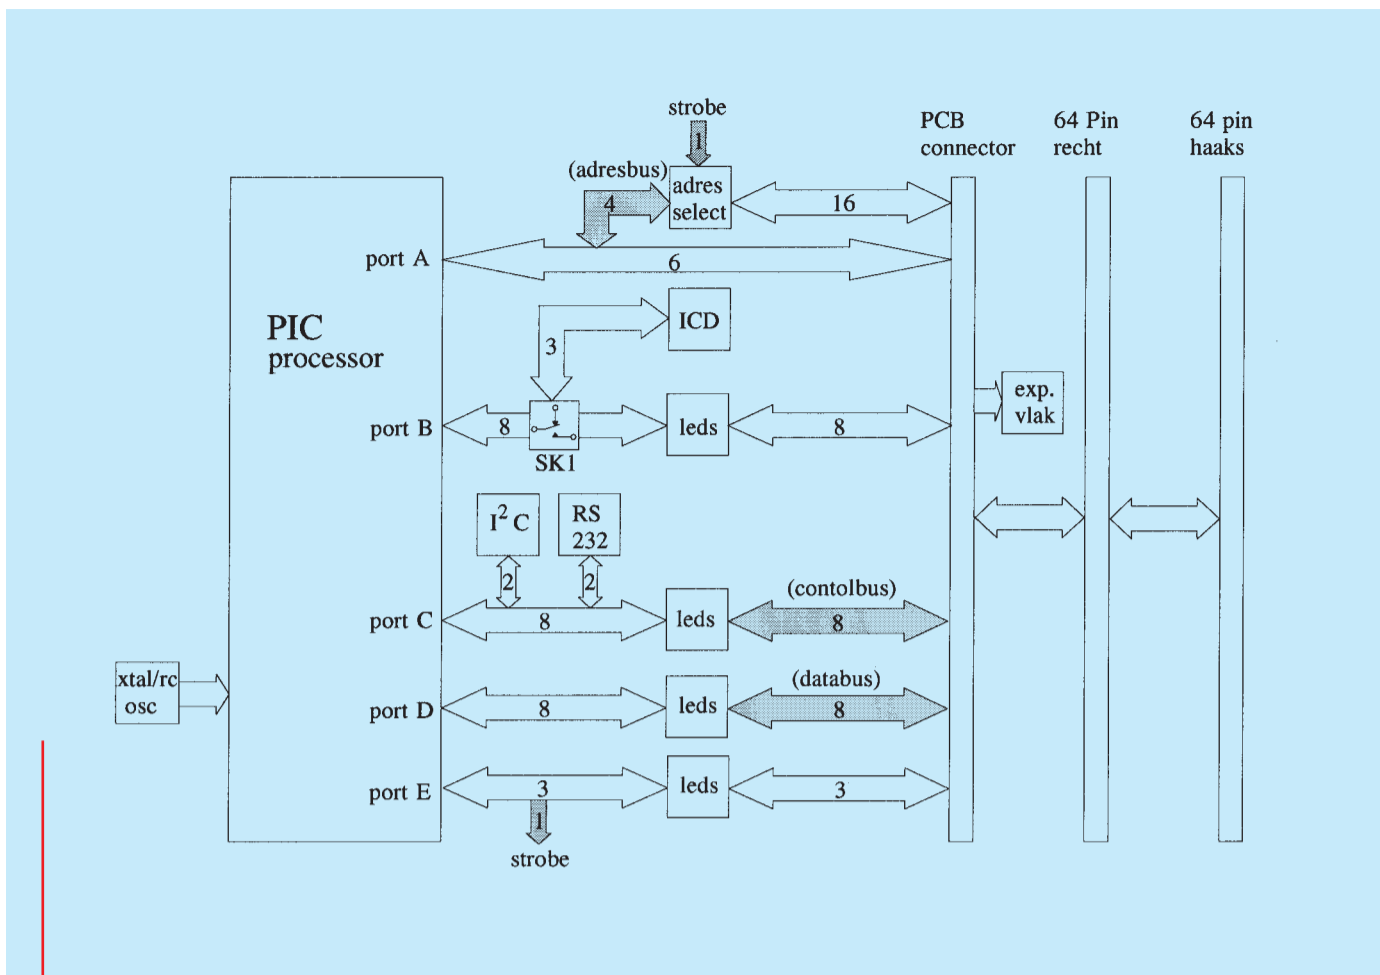 strobe
1
PCB
connector
64 Pin
recht
64 pin
haaks
(adresbus)
adres
select
4
16
port A
6
PIC
processor
ICD
3
port B
8
SK1
leds
8
exp.
vlak
I² C
RS
232
2
2
port C
8
leds
(contolbus)
8
xtal/rc
osc
port D
8
leds
(databus)
8
port E
3
leds
3
1
strobe